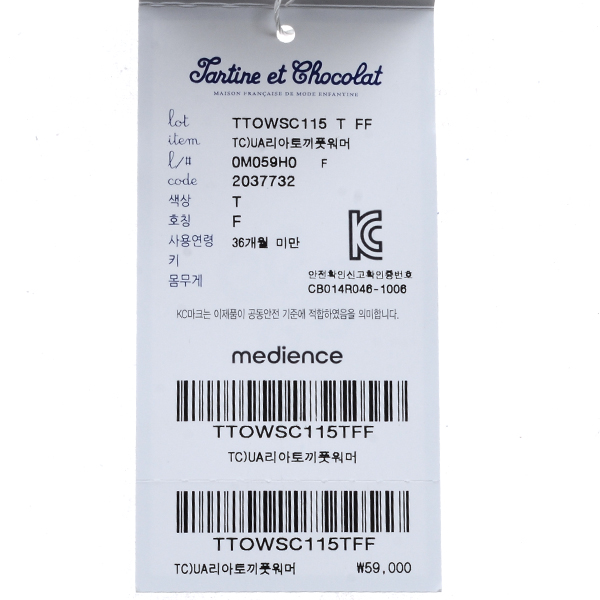 Tartine et Chocolat
MAISON FRANÇAISE DE MODE ENFANTINE
lot TTOWSC115 T FF
item TC)UA리아토끼풋워머
l/# 0M059H0 F
code 2037732
색상 T
호칭 F
사용연령 36개월 미만
키
몸무게
안전확인신고확인증번호
CB014R046-1006
KC마크는 이제품이 공동안전 기준에 적합하였음을 의미합니다.
medience
TTOWSC115TFF
TC)UA리아토끼풋워머
TTOWSC115TFF
TC)UA리아토끼풋워머 ₩59,000